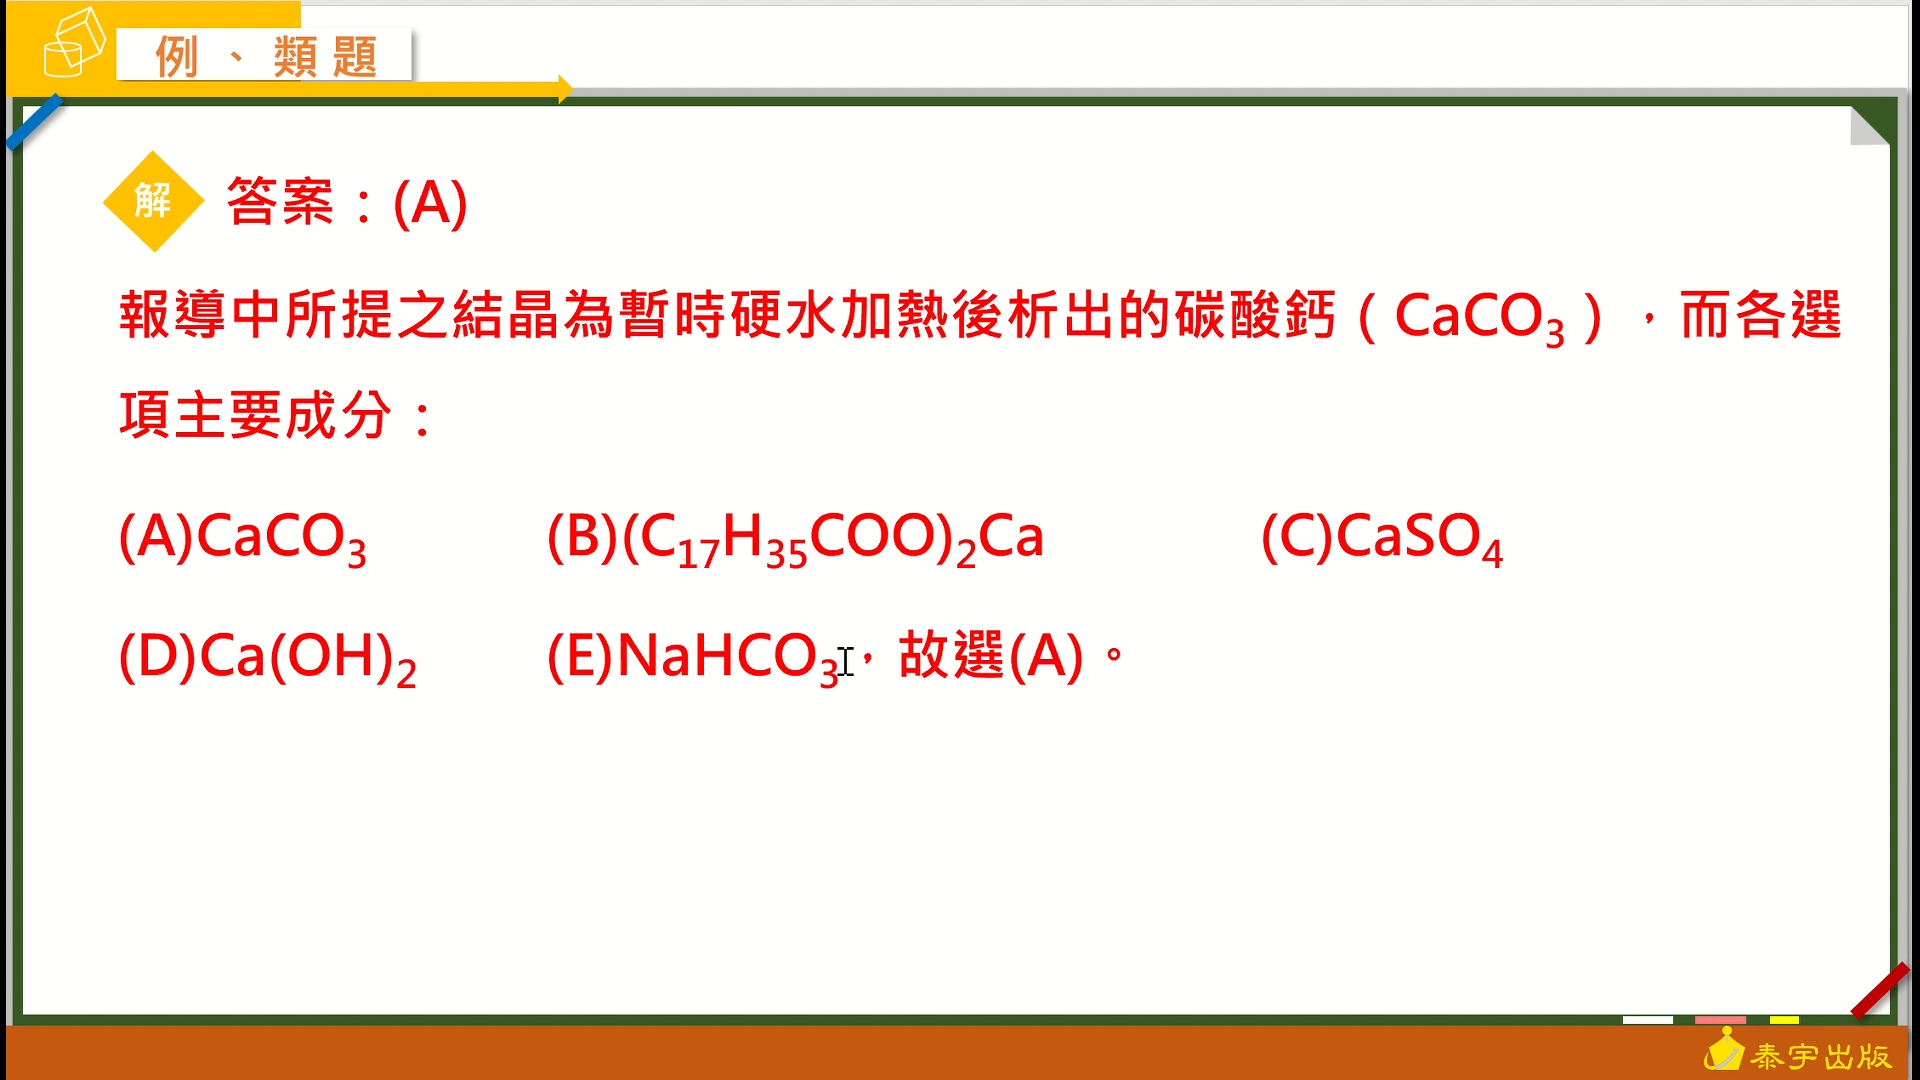 例、類題
解 答案：(A)
報導中所提之結晶為暫時硬水加熱後析出的碳酸鈣（CaCO₃），而各選
項主要成分：
(A)CaCO₃ (B)(C₁₇H₃₅COO)₂Ca (C)CaSO₄
(D)Ca(OH)₂ (E)NaHCO₃，故選(A)。
泰宇出版